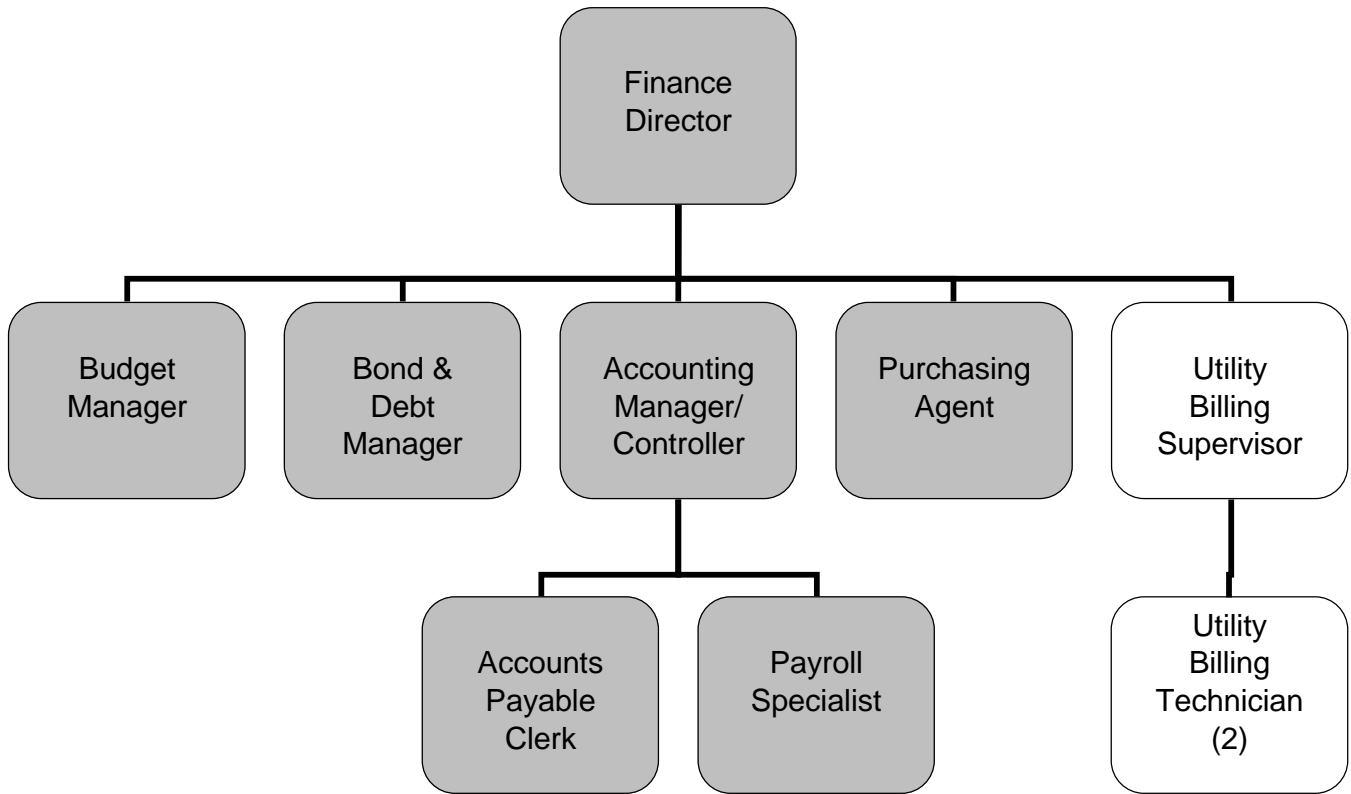 Finance
Director
Budget
Manager
Bond &
Debt
Manager
Accounting
Manager/
Controller
Purchasing
Agent
Utility
Billing
Supervisor
Accounts
Payable
Clerk
Payroll
Specialist
Utility
Billing
Technician
(2)